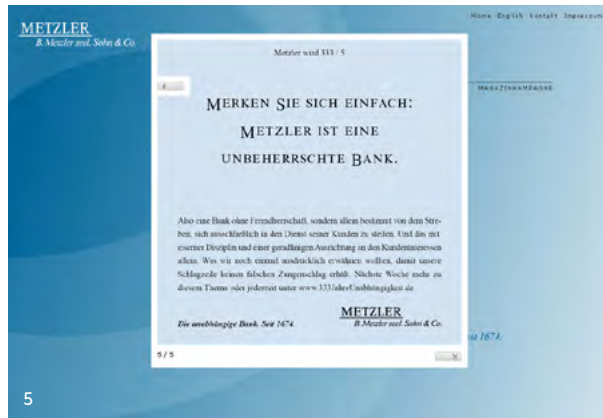 Home English Kontakt Impressum
METZLER
B. Metzler seel. Sohn & Co.
Metzler wird 333 / 5
MAGAZINKAMPAGNE
MERKEN SIE SICH EINFACH:
METZLER IST EINE
UNBEHERRSCHTE BANK.
Also eine Bank ohne Fremdherrschaft, sondern allein bestimmt von dem Stre-
ben, sich ausschließlich in den Dienst seiner Kunden zu stellen. Und das mit
eiserner Disziplin und einer geradlinigen Ausrichtung an den Kundeninteressen
allein. Was wir noch einmal ausdrücklich erwähnen wollten, damit unsere
Schlagzeile keinen falschen Zungenschlag erhält. Nächste Woche mehr zu
diesem Thema oder jederzeit unter www.333JahreUnabhängigkeit.de
METZLER
Die unabhängige Bank. Seit 1674.
B. Metzler seel. Sohn & Co.
1674.
5 / 5
5